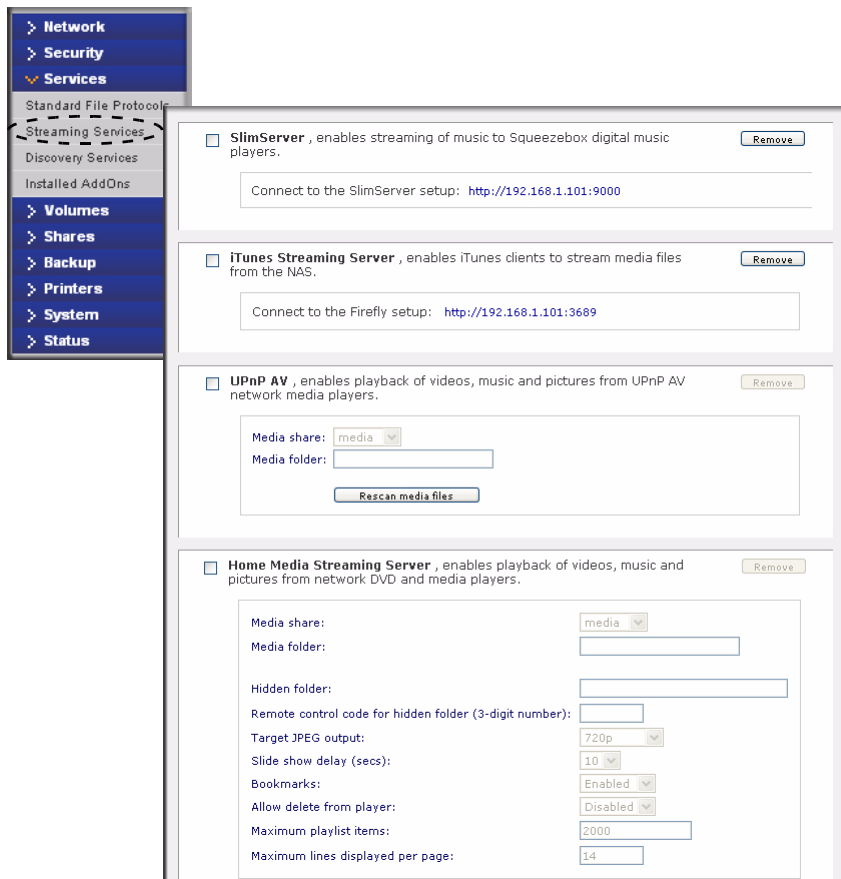 Network
Security
Services
Standard File Protocols
Streaming Services
Discovery Services
Installed AddOns
Volumes
Shares
Backup
Printers
System
Status
SlimServer , enables streaming of music to Squeezebox digital music
players.
Remove
Connect to the SlimServer setup: http://192.168.1.101:9000
iTunes Streaming Server , enables iTunes clients to stream media files
from the NAS.
Remove
Connect to the Firefly setup: http://192.168.1.101:3689
UPnP AV , enables playback of videos, music and pictures from UPnP AV
network media players.
Remove
Media share: media
Media folder:
Rescan media files
Home Media Streaming Server , enables playback of videos, music and
pictures from network DVD and media players.
Remove
Media share: media
Media folder:
Hidden folder:
Remote control code for hidden folder (3-digit number):
Target JPEG output: 720p
Slide show delay (secs): 10
Bookmarks: Enabled
Allow delete from player: Disabled
Maximum playlist items: 2000
Maximum lines displayed per page: 14